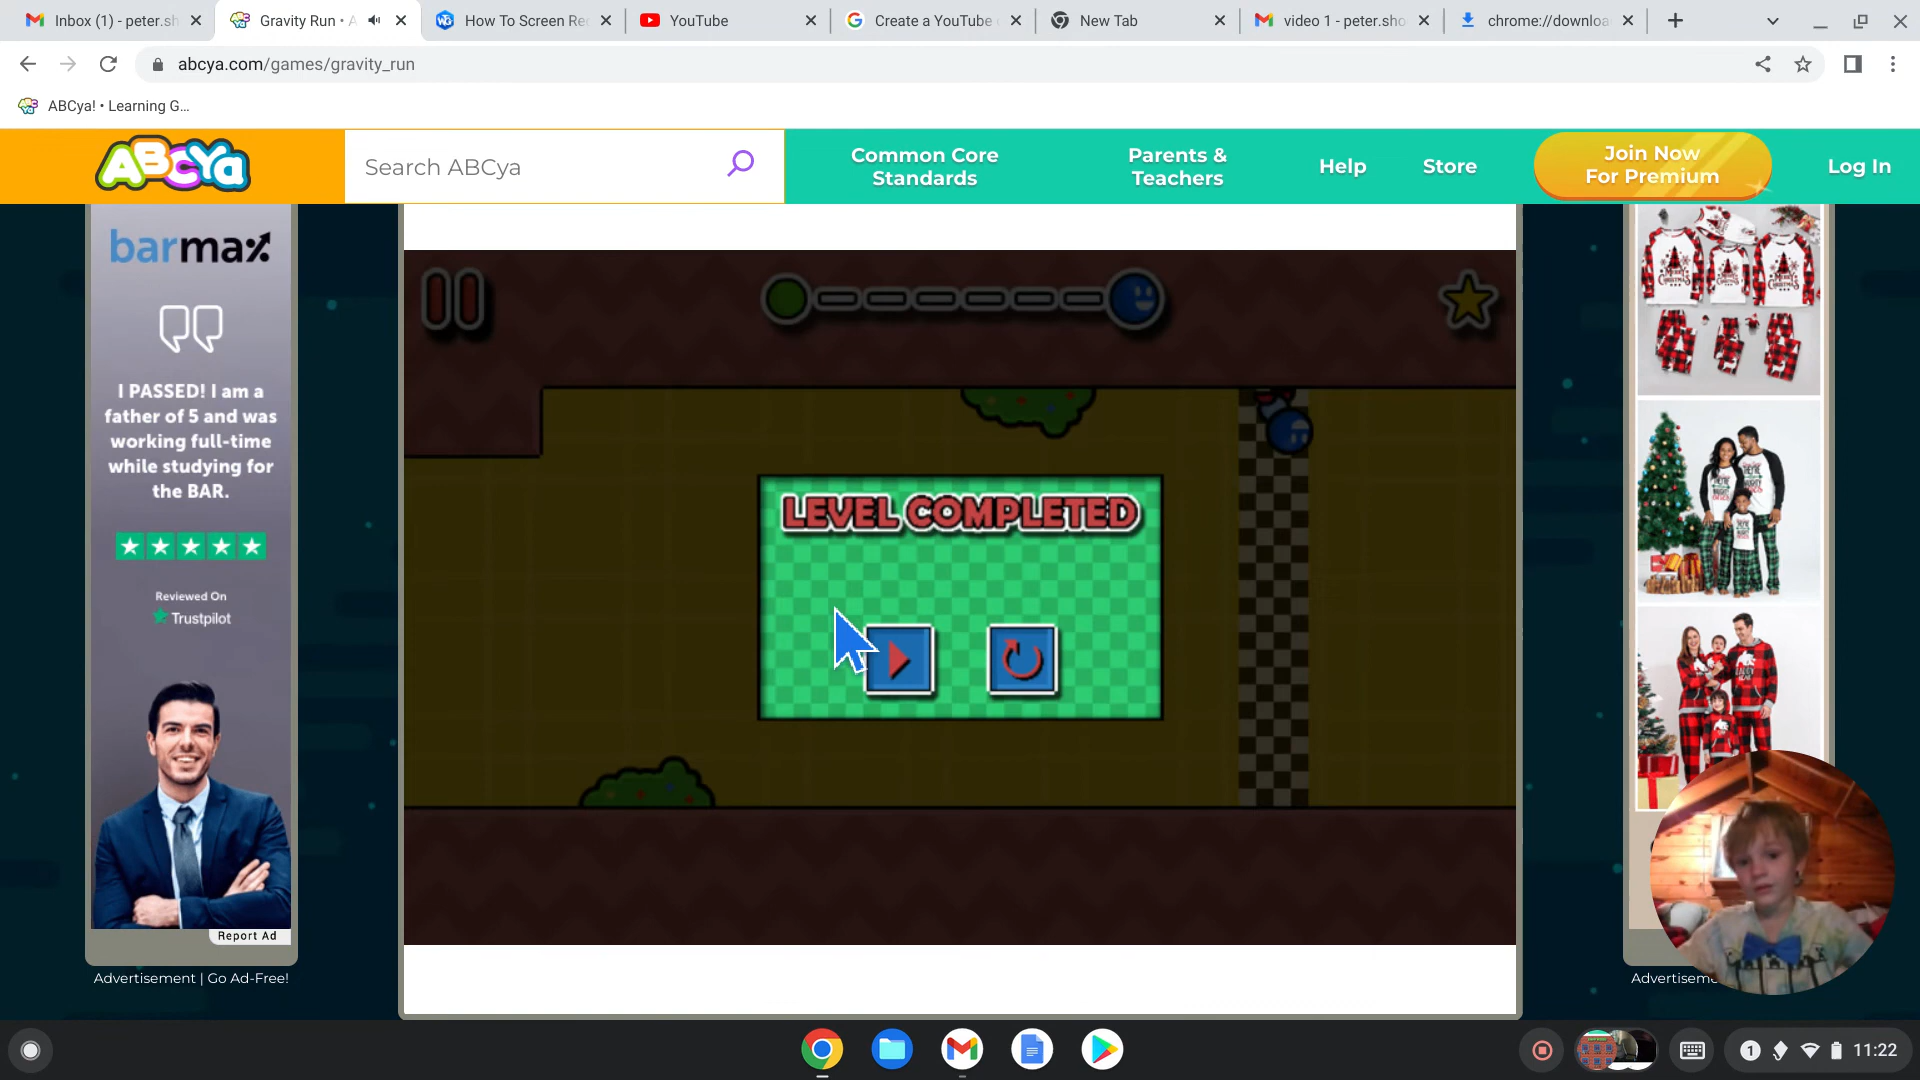 Inbox (1) - peter.sh
Gravity Run • A
How To Screen Rec
YouTube
Create a YouTube
New Tab
video 1 - peter.sho
chrome://downloa
abcya.com/games/gravity_run
ABCya! • Learning G...
ABCYa
Search ABCya
Common Core
Standards
Parents &
Teachers
Help
Store
Join Now
For Premium
Log In
barmax
I PASSED! I am a
father of 5 and was
working full-time
while studying for
the BAR.
Reviewed On
Trustpilot
Report Ad
Advertisement | Go Ad-Free!
LEVEL COMPLETED
Advertisem
1
11:22